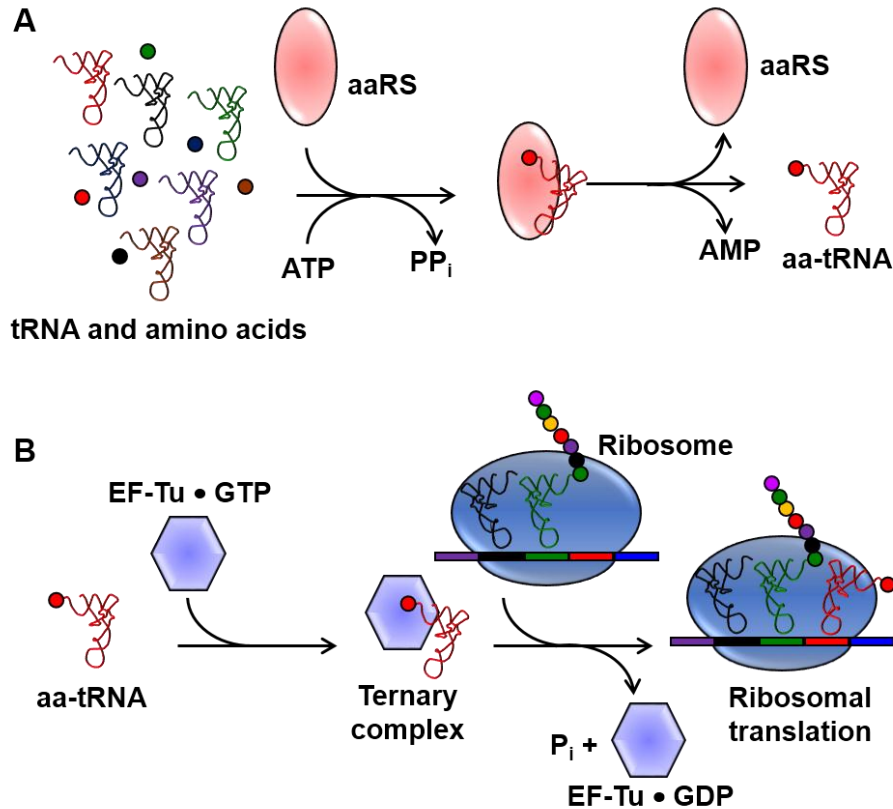 A
aaRS
aaRS
ATP
PPi
AMP
aa-tRNA
tRNA and amino acids
B
Ribosome
EF-Tu • GTP
aa-tRNA
Ternary
complex
Ribosomal
translation
Pi +
EF-Tu • GDP